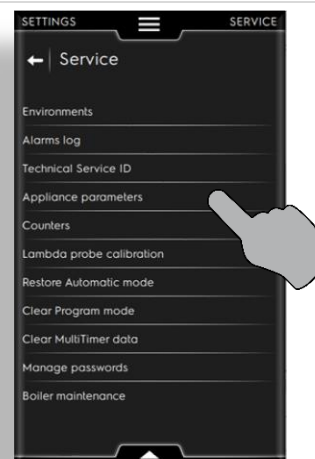 SETTINGS SERVICE
Service
Environments
Alarms log
Technical Service ID
Appliance parameters
Counters
Lambda probe calibration
Restore Automatic mode
Clear Program mode
Clear MultiTimer data
Manage passwords
Boiler maintenance